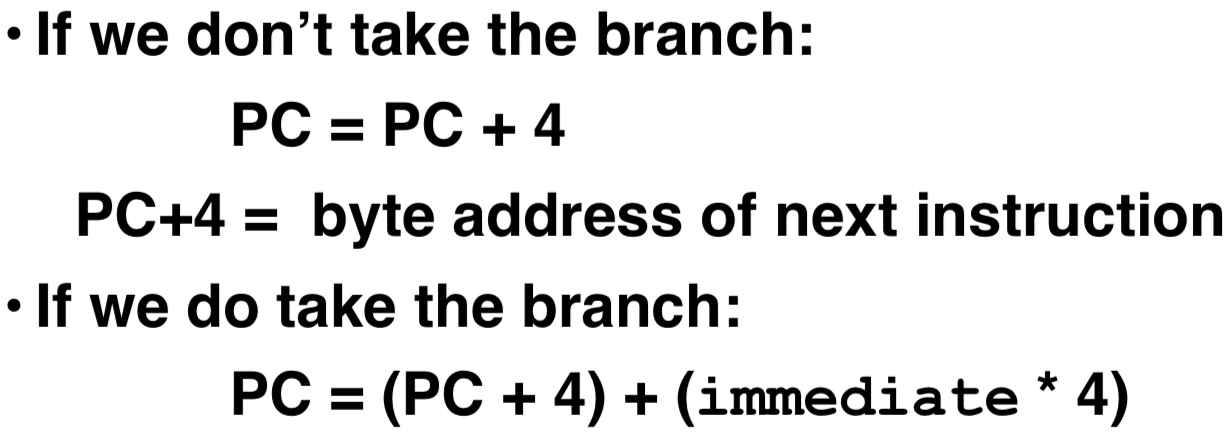 • If we don’t take the branch:
PC = PC + 4
PC+4 = byte address of next instruction
• If we do take the branch:
PC = (PC + 4) + (immediate * 4)